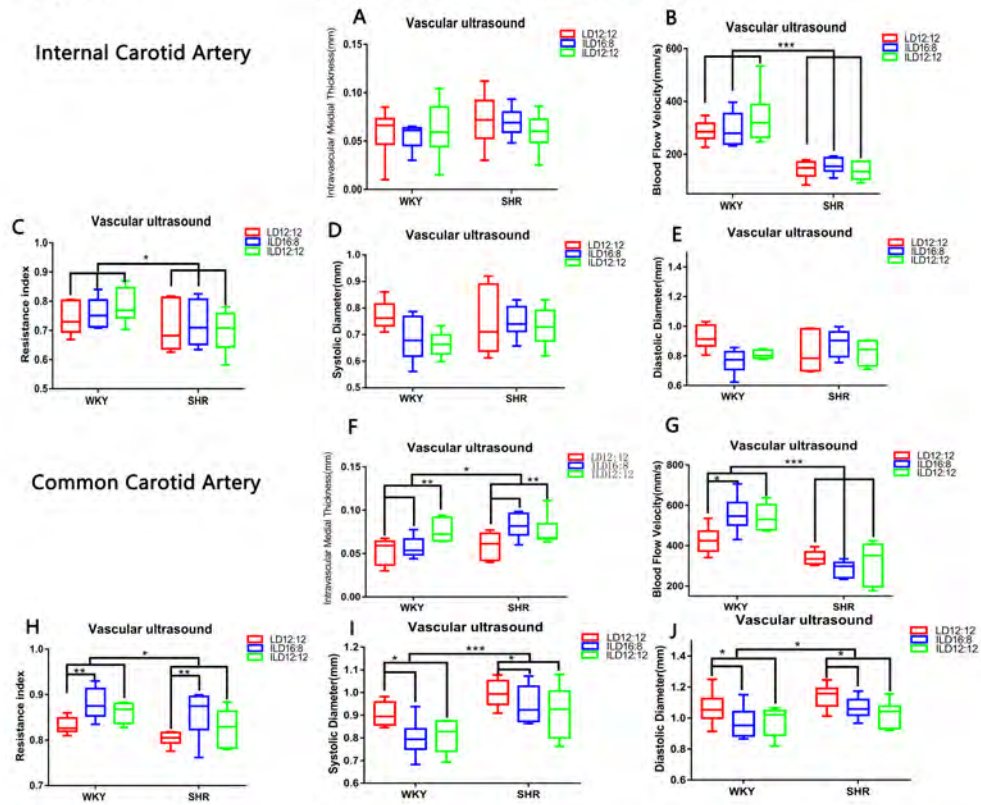 Internal Carotid Artery
A
Vascular ultrasound
LD12:12
ILD16:8
ILD12:12
Intravascular Medial Thickness(mm)
0.15
0.10
0.05
0.00
WKY
SHR
B
Vascular ultrasound
LD12:12
ILD16:8
ILD12:12
Blood Flow Velocity(mm/s)
600
400
200
***
WKY
SHR
C
Vascular ultrasound
LD12:12
ILD16:8
ILD12:12
Resistance index
1.0
0.9
0.8
0.7
0.6
0.5
*
WKY
SHR
D
Vascular ultrasound
LD12:12
ILD16:8
ILD12:12
Systolic Diameter(mm)
1.0
0.9
0.8
0.7
0.6
0.5
WKY
SHR
E
Vascular ultrasound
LD12:12
ILD16:8
ILD12:12
Diastolic Diameter(mm)
1.4
1.2
1.0
0.8
0.6
WKY
SHR
Common Carotid Artery
F
Vascular ultrasound
LD12:12
ILD16:8
ILD12:12
Intravascular Medial Thickness(mm)
0.15
0.10
0.05
0.00
*
**
**
WKY
SHR
G
Vascular ultrasound
LD12:12
ILD16:8
ILD12:12
Blood Flow Velocity(mm/s)
800
600
400
200
***
*
WKY
SHR
H
Vascular ultrasound
LD12:12
ILD16:8
ILD12:12
Resistance index
1.0
0.9
0.8
0.7
*
**
**
WKY
SHR
I
Vascular ultrasound
LD12:12
ILD16:8
ILD12:12
Systolic Diameter(mm)
1.2
1.1
1.0
0.9
0.8
0.7
0.6
***
*
*
WKY
SHR
J
Vascular ultrasound
LD12:12
ILD16:8
ILD12:12
Diastolic Diameter(mm)
1.6
1.4
1.2
1.0
0.8
0.6
*
*
*
WKY
SHR